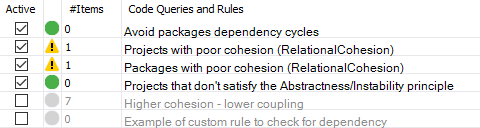 Active #Items Code Queries and Rules
0 Avoid packages dependency cycles
1 Projects with poor cohesion (RelationalCohesion)
1 Packages with poor cohesion (RelationalCohesion)
0 Projects that don't satisfy the Abstractness/Instability principle
7 Higher cohesion - lower coupling
0 Example of custom rule to check for dependency